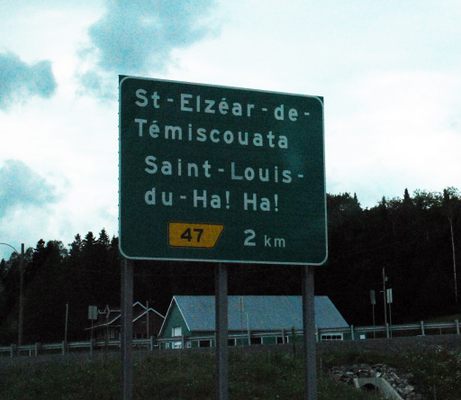 St-Elzéar-de-
Témiscouata
Saint-Louis-
du-Ha! Ha!
47 2 km